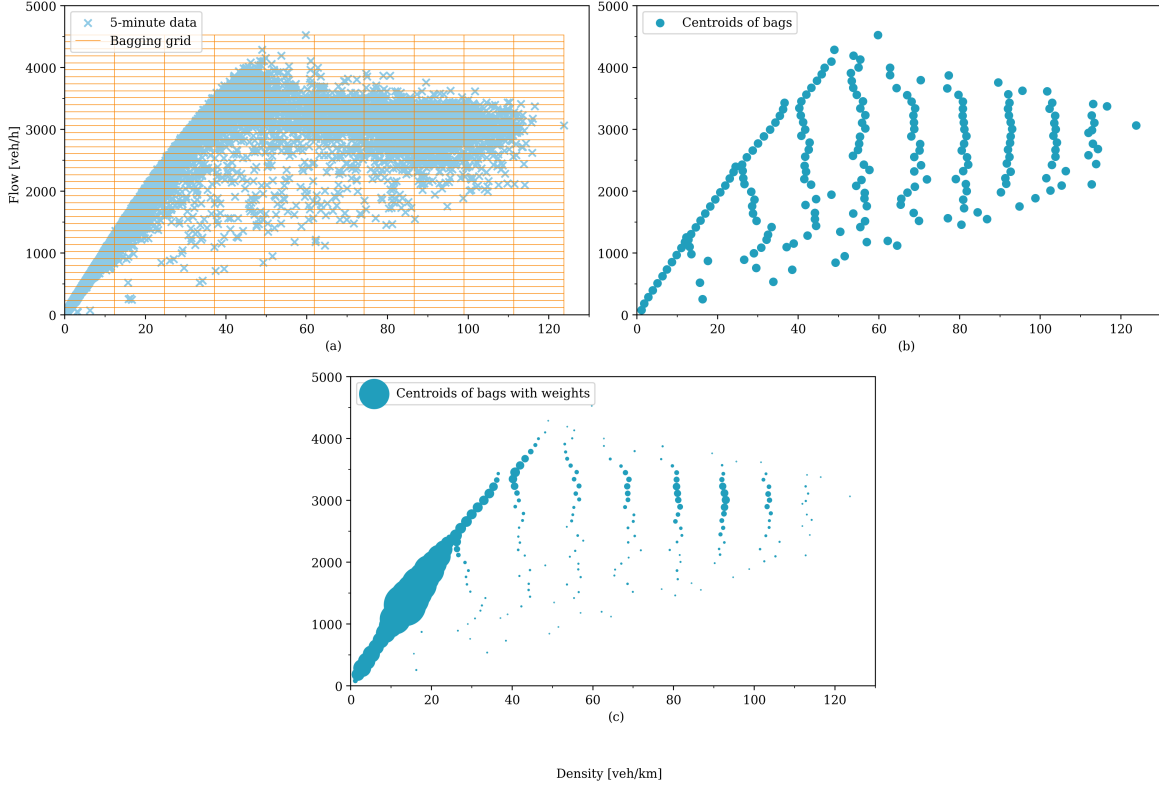 5-minute data
Bagging grid
Flow [veh/h]
5000
4000
3000
2000
1000
0
0 20 40 60 80 100 120
(a)
Centroids of bags
5000
4000
3000
2000
1000
0
0 20 40 60 80 100 120
(b)
Centroids of bags with weights
5000
4000
3000
2000
1000
0
0 20 40 60 80 100 120
(c)
Density [veh/km]